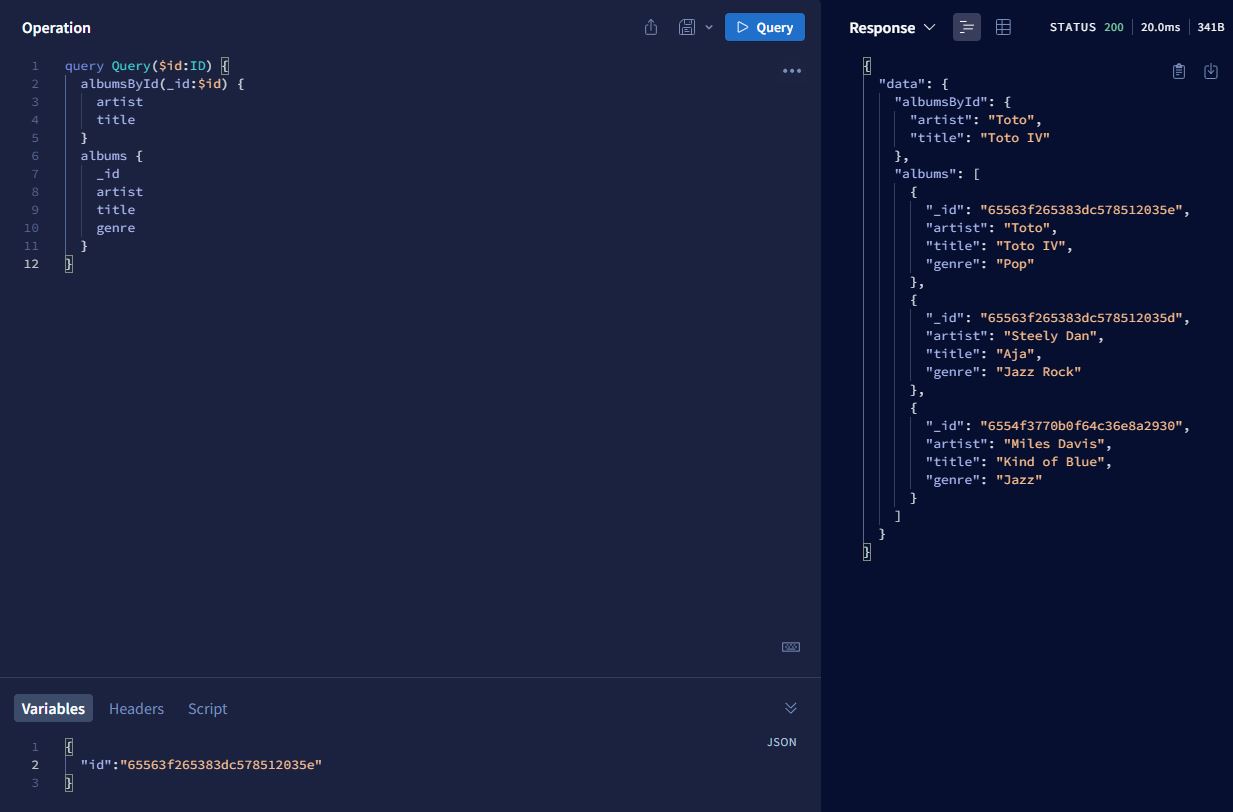 Operation
Query
1 query Query($id:ID) {
2   albumsById(_id:$id) {
3     artist
4     title
5   }
6   albums {
7     _id
8     artist
9     title
10     genre
11   }
12 }
Variables Headers Script
JSON
1 {
2   "id":"65563f265383dc578512035e"
3 }
Response STATUS 200 20.0ms 341B
{
  "data": {
    "albumsById": {
      "artist": "Toto",
      "title": "Toto IV"
    },
    "albums": [
      {
        "_id": "65563f265383dc578512035e",
        "artist": "Toto",
        "title": "Toto IV",
        "genre": "Pop"
      },
      {
        "_id": "65563f265383dc578512035d",
        "artist": "Steely Dan",
        "title": "Aja",
        "genre": "Jazz Rock"
      },
      {
        "_id": "6554f3770b0f64c36e8a2930",
        "artist": "Miles Davis",
        "title": "Kind of Blue",
        "genre": "Jazz"
      }
    ]
  }
}